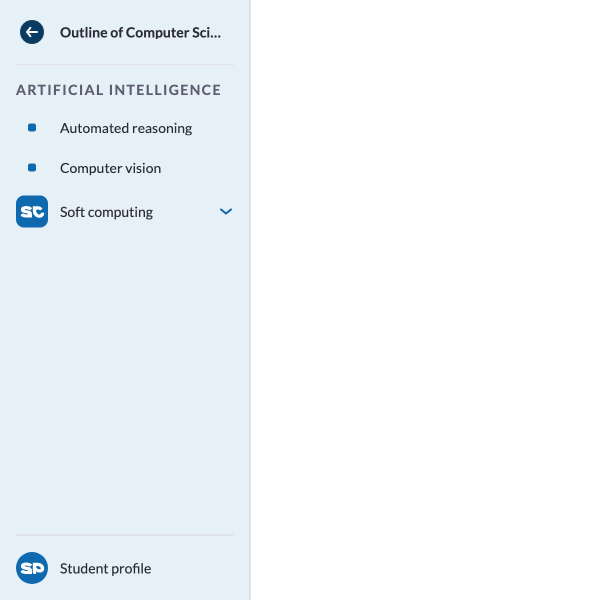 Outline of Computer Sci...
ARTIFICIAL INTELLIGENCE
Automated reasoning
Computer vision
sc Soft computing
sp Student profile